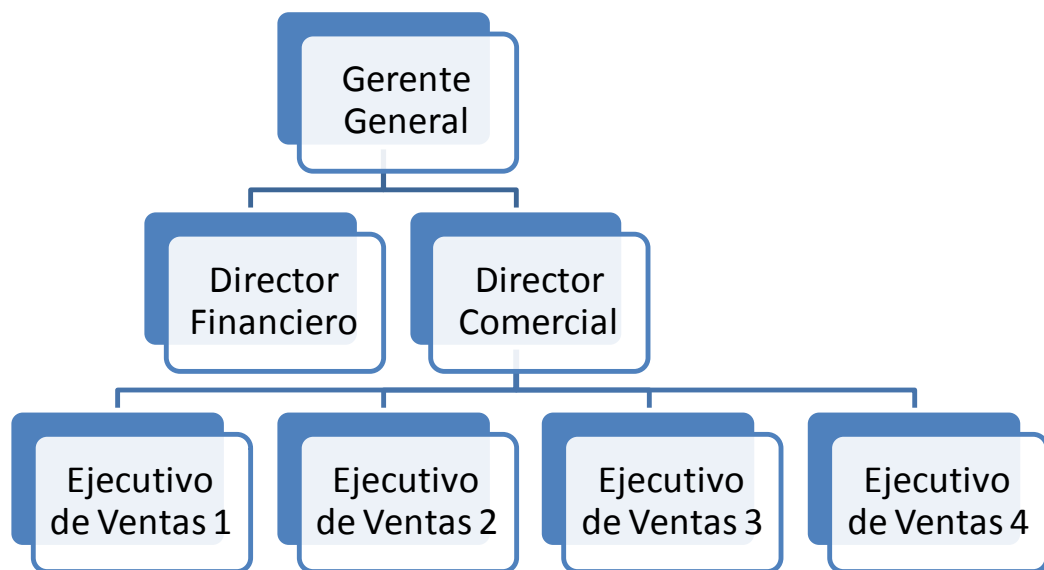 Gerente
General
Director
Financiero
Director
Comercial
Ejecutivo
de Ventas 1
Ejecutivo
de Ventas 2
Ejecutivo
de Ventas 3
Ejecutivo
de Ventas 4